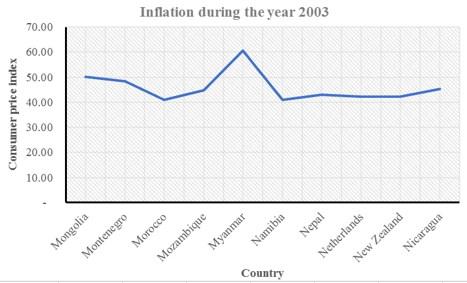 Inflation during the year 2003
Consumer price index
70.00
60.00
50.00
40.00
30.00
20.00
10.00
-
Mongolia
Montenegro
Morocco
Mozambique
Myanmar
Namibia
Nepal
Netherlands
New Zealand
Nicaragua
Country